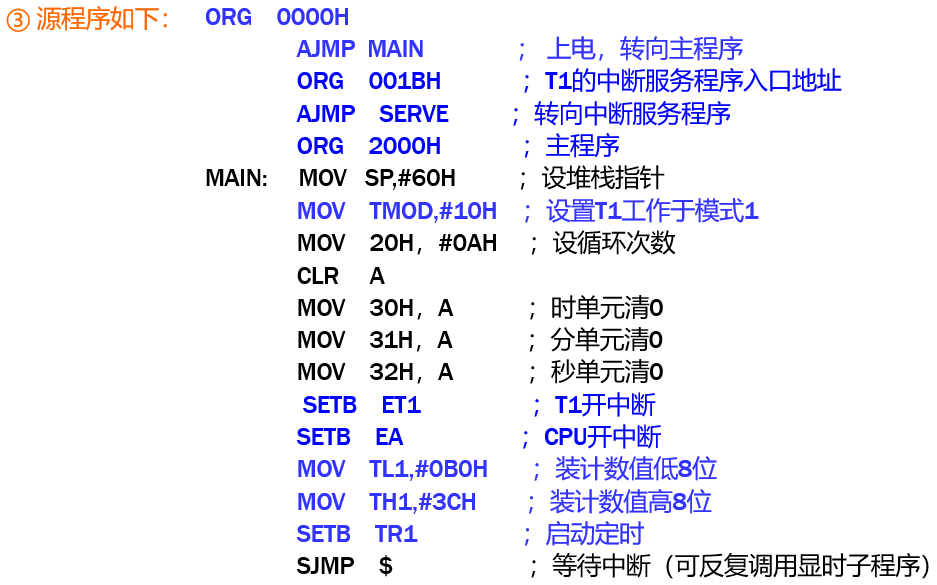 ③ 源程序如下： ORG 0000H
AJMP MAIN ； 上电，转向主程序
ORG 001BH ；T1的中断服务程序入口地址
AJMP SERVE ；转向中断服务程序
ORG 2000H ；主程序
MAIN: MOV SP,#60H ；设堆栈指针
MOV TMOD,#10H ；设置T1工作于模式1
MOV 20H，#0AH ；设循环次数
CLR A
MOV 30H，A ；时单元清0
MOV 31H，A ；分单元清0
MOV 32H，A ；秒单元清0
SETB ET1 ；T1开中断
SETB EA ；CPU开中断
MOV TL1,#0B0H ；装计数值低8位
MOV TH1,#3CH ；装计数值高8位
SETB TR1 ；启动定时
SJMP $ ；等待中断（可反复调用显时子程序）